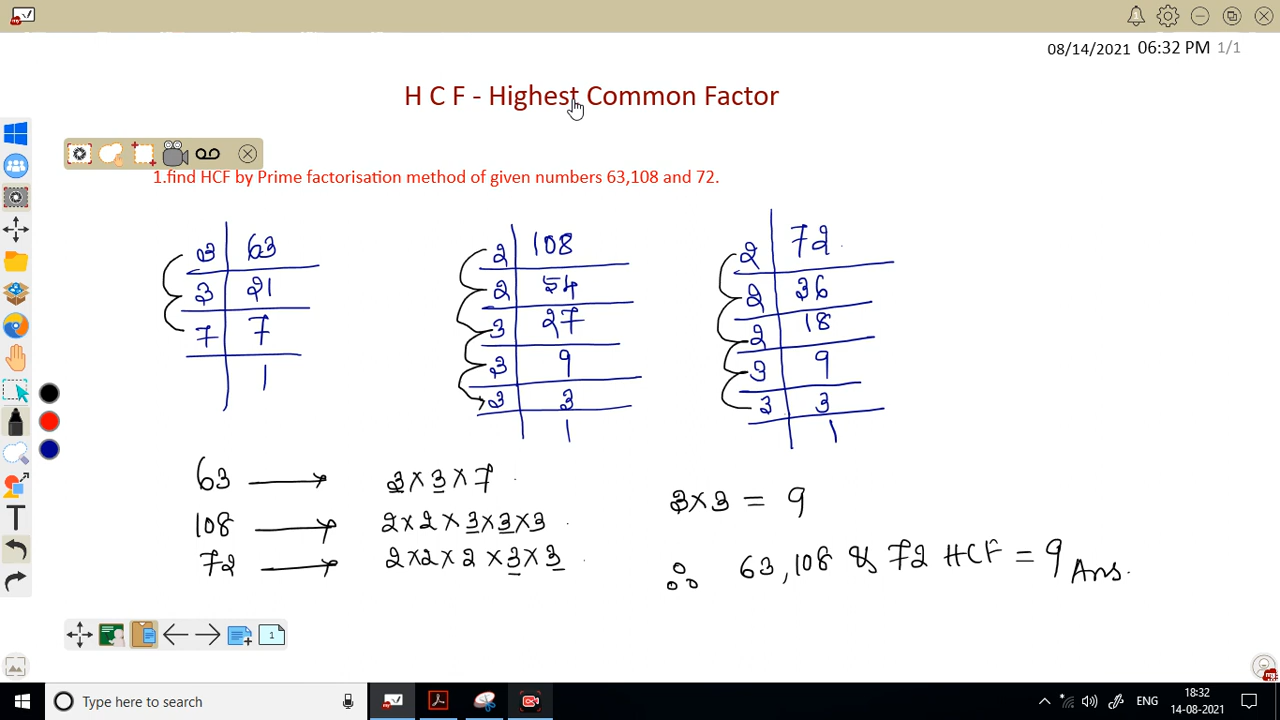 08/14/2021 06:32 PM 1/1
H C F - Highest Common Factor
1.find HCF by Prime factorisation method of given numbers 63,108 and 72.
3 63
3 21
7 7
1
2 108
2 54
3 27
3 9
3 3
1
2 72
2 36
2 18
3 9
3 3
1
63 → 3×3×7
108 → 2×2×3×3×3
72 → 2×2×2×3×3
3×3 = 9
∴ 63,108 & 72 HCF = 9 Ans.
1
Type here to search
ENG
18:32
14-08-2021